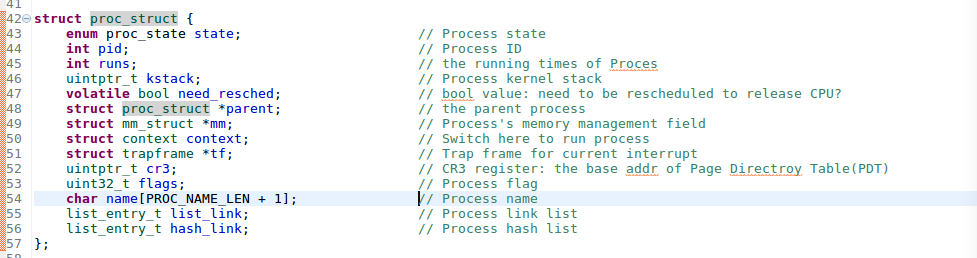 41
42 struct proc_struct {
43     enum proc_state state;                      // Process state
44     int pid;                                    // Process ID
45     int runs;                                   // the running times of Proces
46     uintptr_t kstack;                           // Process kernel stack
47     volatile bool need_resched;                 // bool value: need to be rescheduled to release CPU?
48     struct proc_struct *parent;                 // the parent process
49     struct mm_struct *mm;                       // Process's memory management field
50     struct context context;                     // Switch here to run process
51     struct trapframe *tf;                       // Trap frame for current interrupt
52     uintptr_t cr3;                              // CR3 register: the base addr of Page Directroy Table(PDT)
53     uint32_t flags;                             // Process flag
54     char name[PROC_NAME_LEN + 1];               // Process name
55     list_entry_t list_link;                     // Process link list
56     list_entry_t hash_link;                     // Process hash list
57 };
58